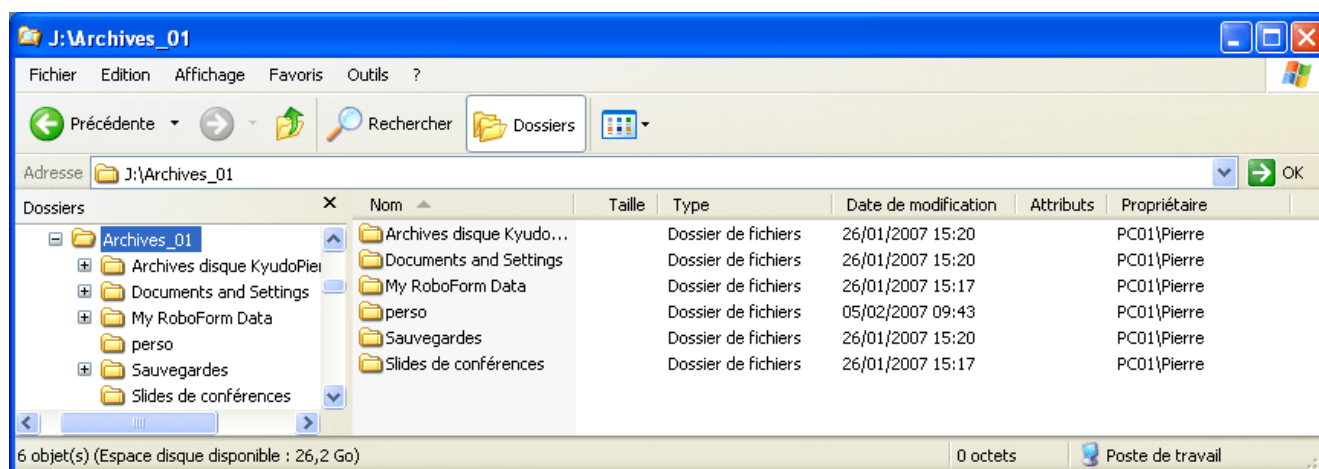 J:\Archives_01
Fichier Edition Affichage Favoris Outils ?
Précédente Rechercher Dossiers
Adresse J:\Archives_01 OK
Dossiers x Nom Taille Type Date de modification Attributs Propriétaire
Archives_01
Archives disque KyudoPier
Documents and Settings
My RoboForm Data
perso
Sauvegardes
Slides de conférences
Archives disque Kyudo... Dossier de fichiers 26/01/2007 15:20 PC01\Pierre
Documents and Settings Dossier de fichiers 26/01/2007 15:20 PC01\Pierre
My RoboForm Data Dossier de fichiers 26/01/2007 15:17 PC01\Pierre
perso Dossier de fichiers 05/02/2007 09:43 PC01\Pierre
Sauvegardes Dossier de fichiers 26/01/2007 15:20 PC01\Pierre
Slides de conférences Dossier de fichiers 26/01/2007 15:17 PC01\Pierre
6 objet(s) (Espace disque disponible : 26,2 Go) 0 octets Poste de travail